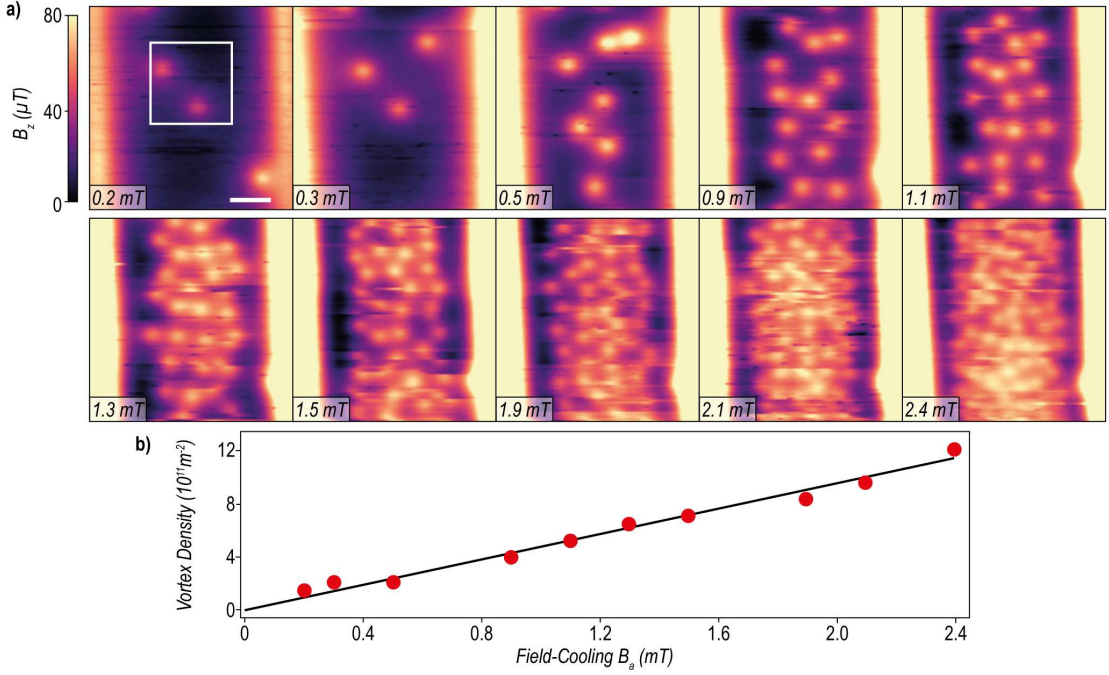 a)
80
40
0
B_z (μT)
0.2 mT
0.3 mT
0.5 mT
0.9 mT
1.1 mT
1.3 mT
1.5 mT
1.9 mT
2.1 mT
2.4 mT
b)
Vortex Density (10¹¹m⁻²)
12
8
4
0
0 0.4 0.8 1.2 1.6 2.0 2.4
Field-Cooling Bₐ (mT)